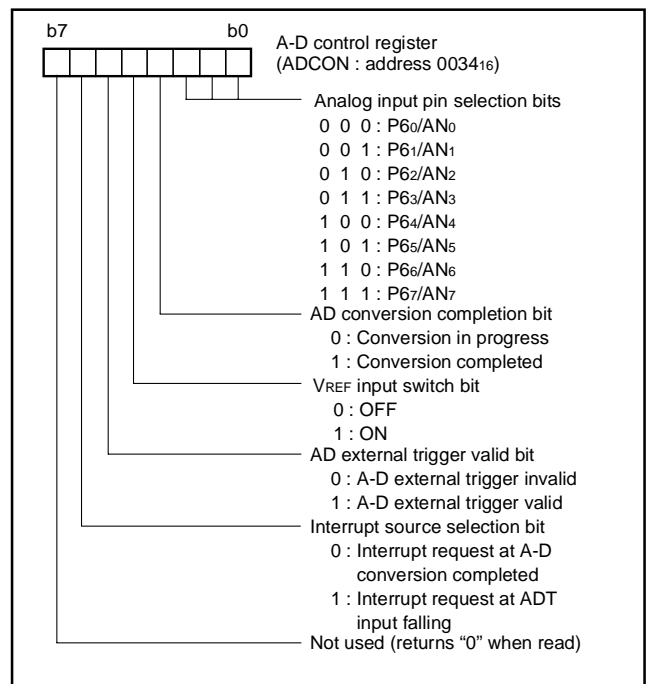 b7 b0
A-D control register
(ADCON : address 003416)
Analog input pin selection bits
0 0 0 : P60/AN0
0 0 1 : P61/AN1
0 1 0 : P62/AN2
0 1 1 : P63/AN3
1 0 0 : P64/AN4
1 0 1 : P65/AN5
1 1 0 : P66/AN6
1 1 1 : P67/AN7
AD conversion completion bit
0 : Conversion in progress
1 : Conversion completed
VREF input switch bit
0 : OFF
1 : ON
AD external trigger valid bit
0 : A-D external trigger invalid
1 : A-D external trigger valid
Interrupt source selection bit
0 : Interrupt request at A-D
conversion completed
1 : Interrupt request at ADT
input falling
Not used (returns “0” when read)